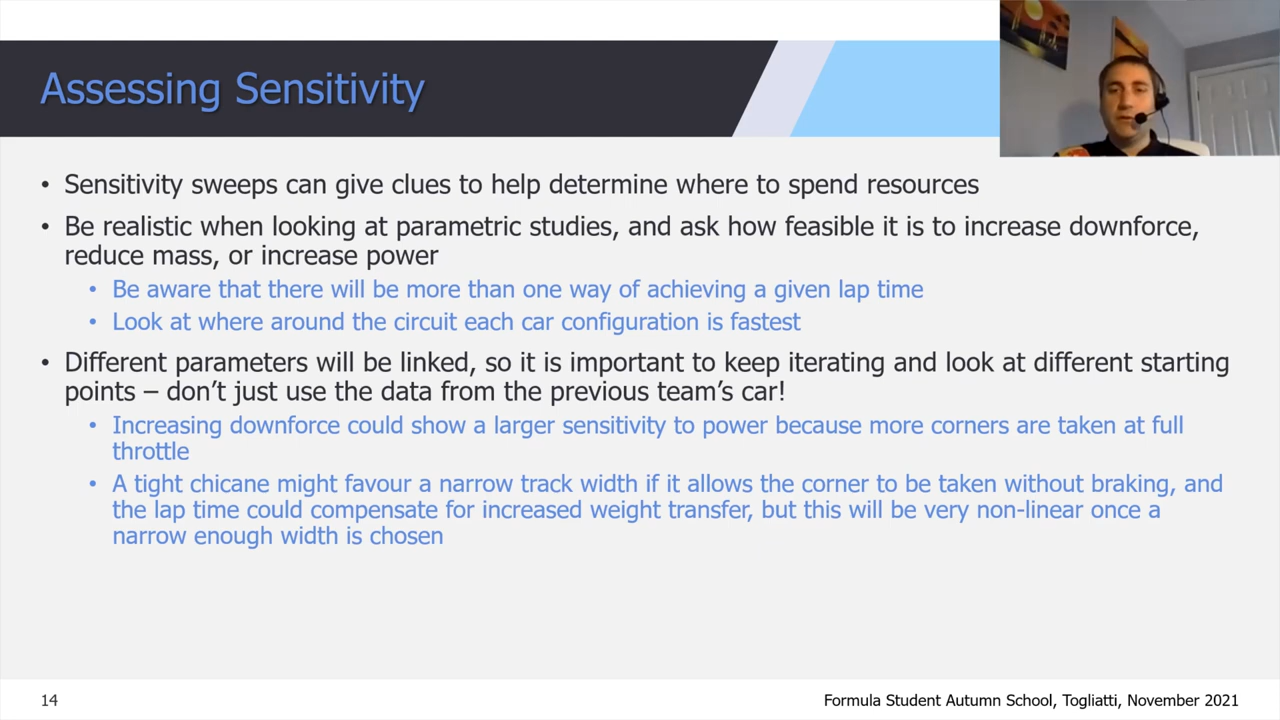 Assessing Sensitivity
• Sensitivity sweeps can give clues to help determine where to spend resources
• Be realistic when looking at parametric studies, and ask how feasible it is to increase downforce,
reduce mass, or increase power
• Be aware that there will be more than one way of achieving a given lap time
• Look at where around the circuit each car configuration is fastest
• Different parameters will be linked, so it is important to keep iterating and look at different starting
points – don’t just use the data from the previous team’s car!
• Increasing downforce could show a larger sensitivity to power because more corners are taken at full
throttle
• A tight chicane might favour a narrow track width if it allows the corner to be taken without braking, and
the lap time could compensate for increased weight transfer, but this will be very non-linear once a
narrow enough width is chosen
14
Formula Student Autumn School, Togliatti, November 2021